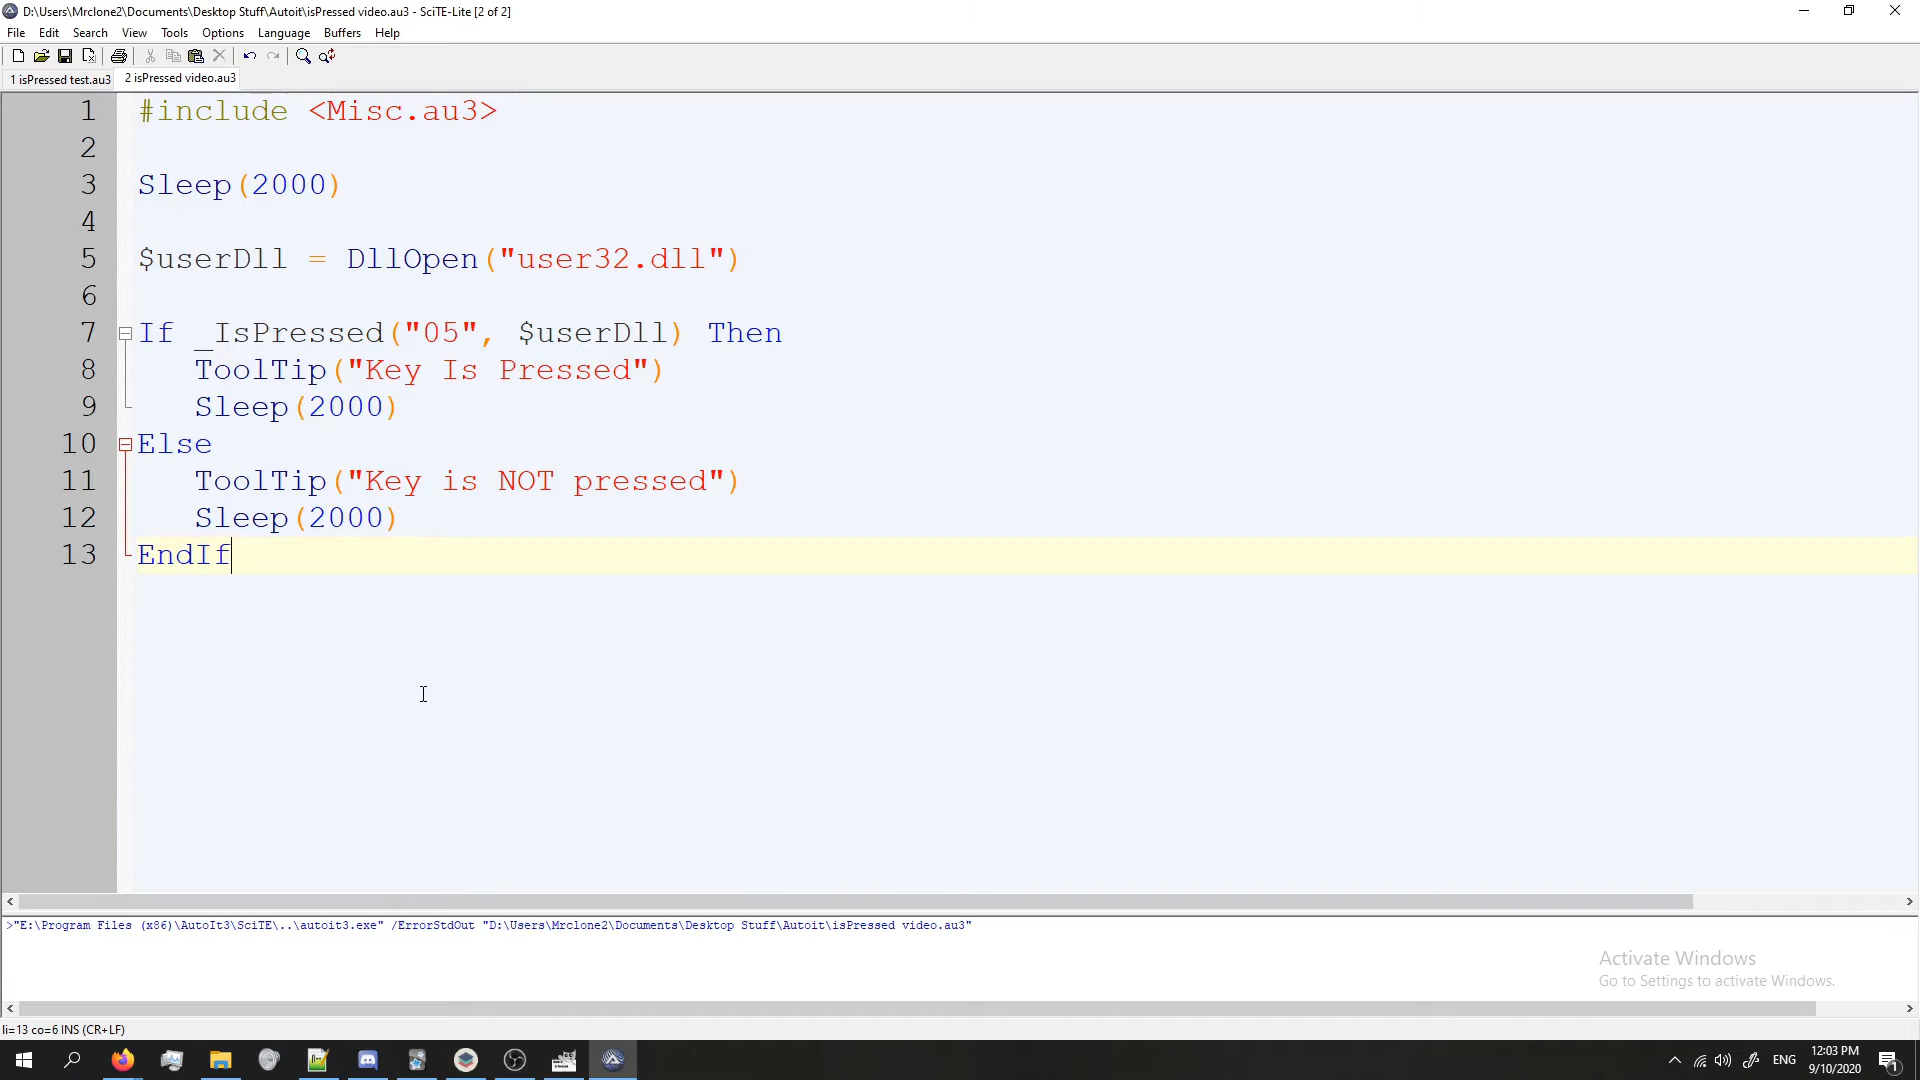 D:\Users\Mrclone2\Documents\Desktop Stuff\Autoit\isPressed video.au3 - SciTE-Lite [2 of 2]
File Edit Search View Tools Options Language Buffers Help
1 isPressed test.au3 2 isPressed video.au3
1 #include <Misc.au3>
2
3 Sleep(2000)
4
5 $userDll = DllOpen("user32.dll")
6
7 If _IsPressed("05", $userDll) Then
8 ToolTip("Key Is Pressed")
9 Sleep(2000)
10 Else
11 ToolTip("Key is NOT pressed")
12 Sleep(2000)
13 EndIf
>"E:\Program Files (x86)\AutoIt3\SciTE\..\autoit3.exe" /ErrorStdOut "D:\Users\Mrclone2\Documents\Desktop Stuff\Autoit\isPressed video.au3"
Activate Windows
Go to Settings to activate Windows.
li=13 co=6 INS (CR+LF)
ENG
12:03 PM
9/10/2020
1